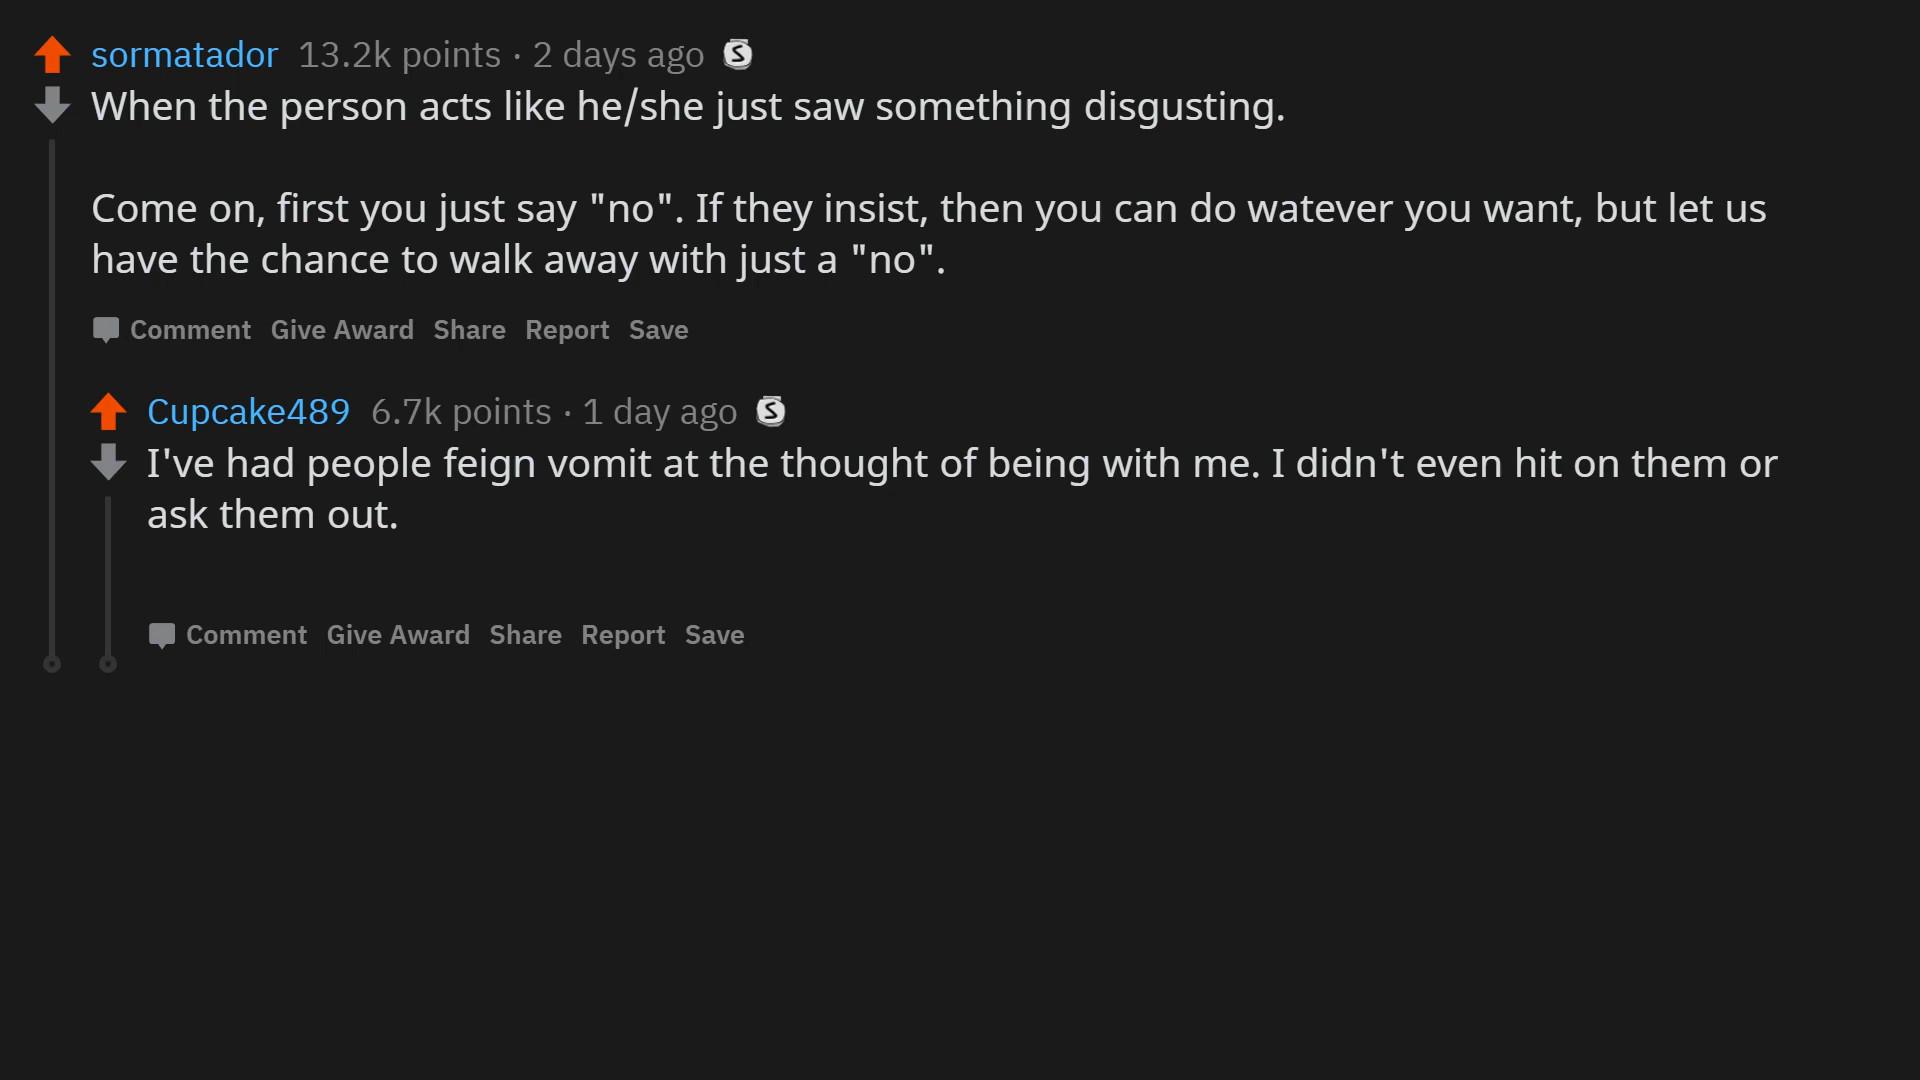 sormatador 13.2k points · 2 days ago S
When the person acts like he/she just saw something disgusting.
Come on, first you just say "no". If they insist, then you can do watever you want, but let us
have the chance to walk away with just a "no".
Comment Give Award Share Report Save
Cupcake489 6.7k points · 1 day ago S
I've had people feign vomit at the thought of being with me. I didn't even hit on them or
ask them out.
Comment Give Award Share Report Save